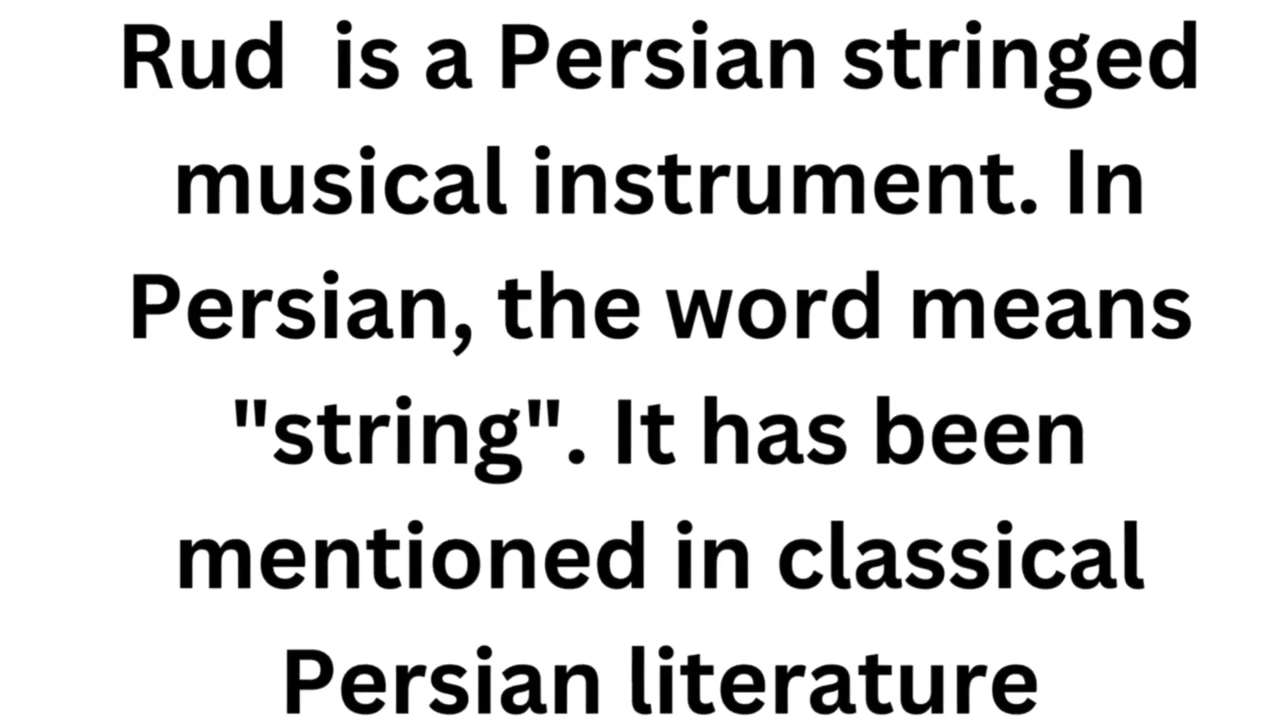 Rud  is a Persian stringed
musical instrument. In
Persian, the word means
"string". It has been
mentioned in classical
Persian literature